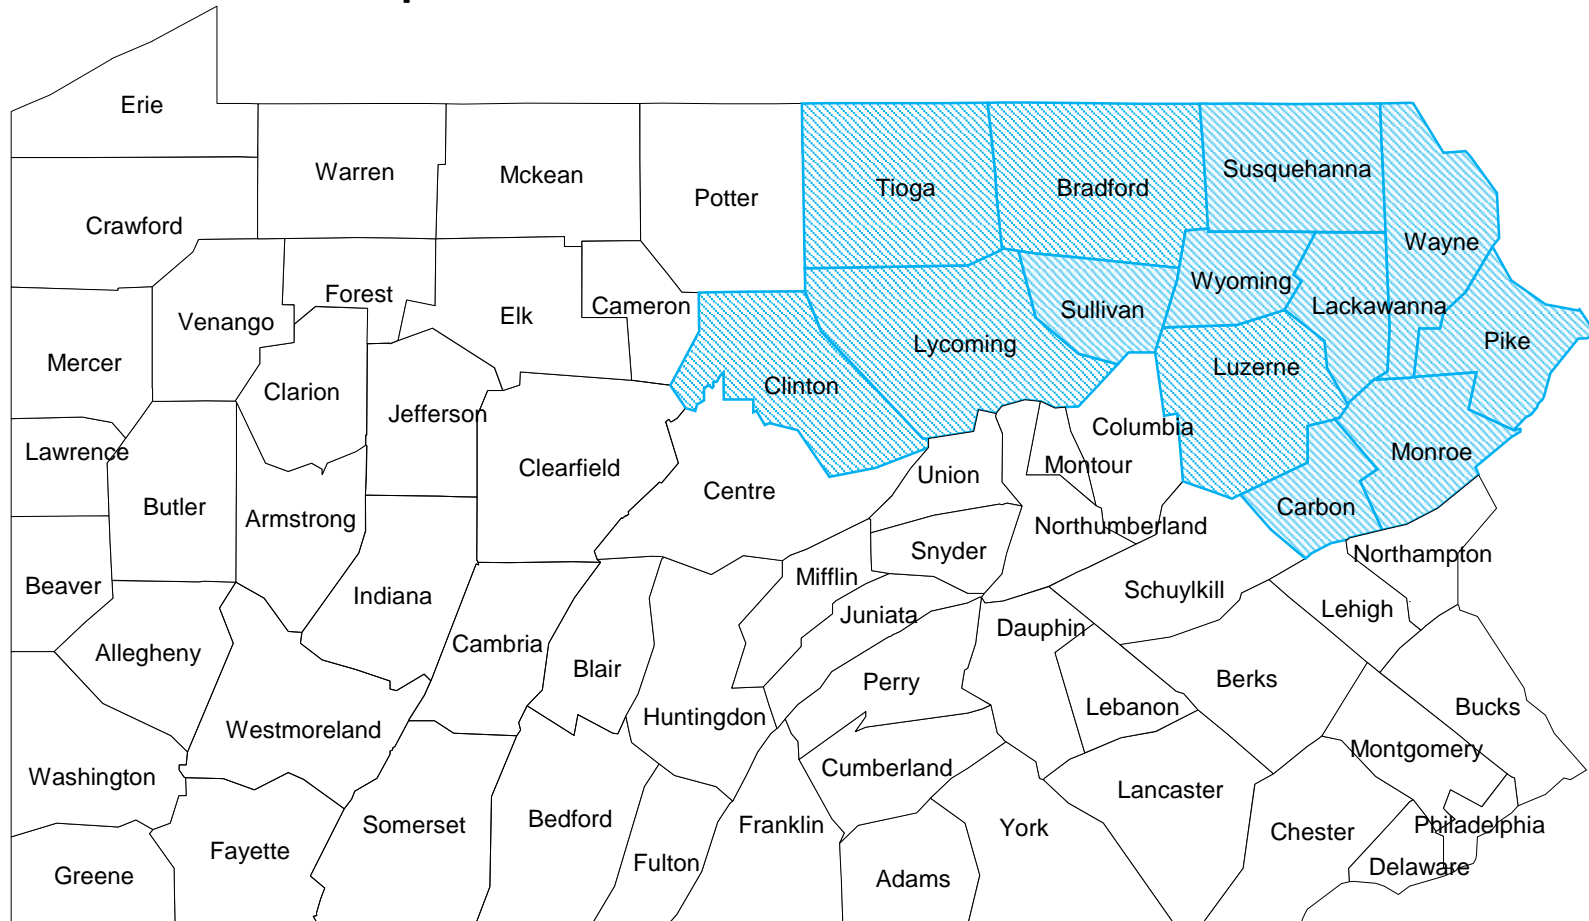 Erie
Warren
Mckean
Potter
Tioga
Bradford
Susquehanna
Crawford
Wayne
Venango
Forest
Elk
Cameron
Sullivan
Wyoming
Lackawanna
Mercer
Clarion
Jefferson
Clinton
Lycoming
Luzerne
Pike
Lawrence
Butler
Armstrong
Clearfield
Centre
Union
Montour
Columbia
Monroe
Carbon
Beaver
Indiana
Snyder
Northumberland
Northampton
Allegheny
Cambria
Blair
Mifflin
Juniata
Dauphin
Schuylkill
Lehigh
Westmoreland
Huntingdon
Perry
Lebanon
Berks
Bucks
Washington
Somerset
Bedford
Cumberland
Lancaster
Montgomery
Greene
Fayette
Fulton
Franklin
Adams
York
Chester
Philadelphia
Delaware